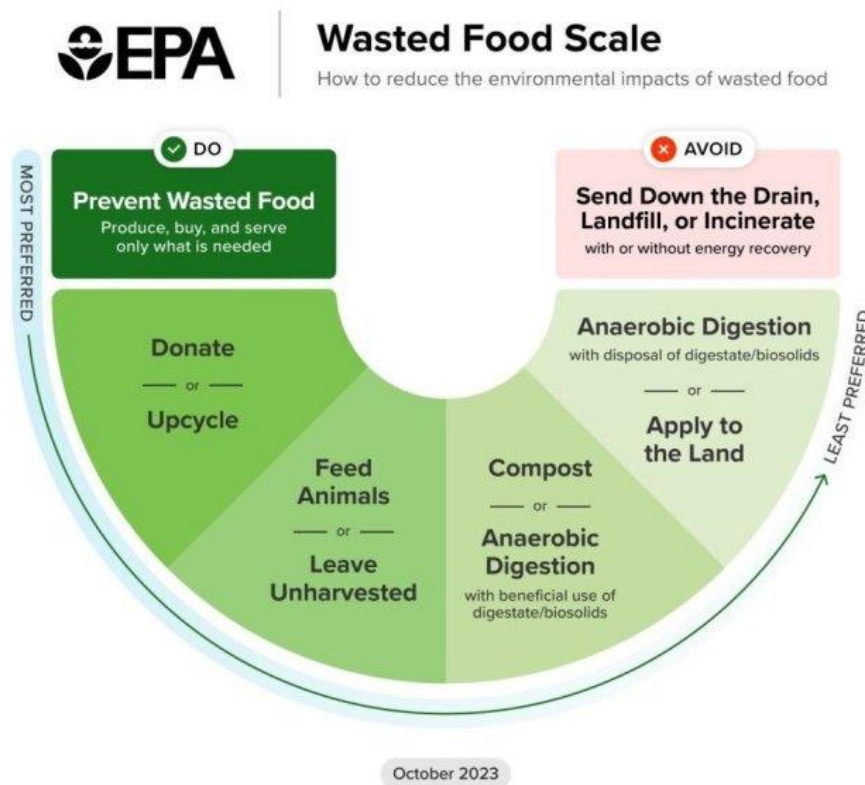 EPA
Wasted Food Scale
How to reduce the environmental impacts of wasted food
DO
Prevent Wasted Food
Produce, buy, and serve
only what is needed
AVOID
Send Down the Drain,
Landfill, or Incinerate
with or without energy recovery
MOST PREFERRED
Donate
or
Upcycle
Feed
Animals
or
Leave
Unharvested
Compost
or
Anaerobic
Digestion
with beneficial use of
digestate/biosolids
Anaerobic Digestion
with disposal of digestate/biosolids
or
Apply to
the Land
LEAST PREFERRED
October 2023